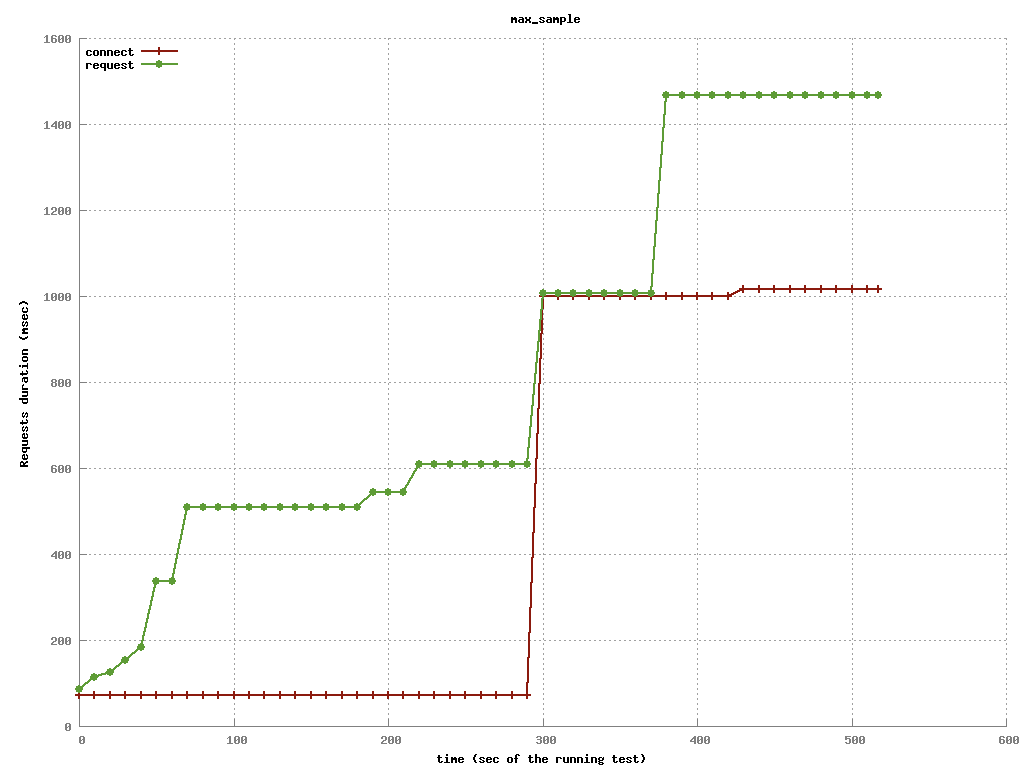 max_sample
1600
connect
request
1400
1200
1000
800
600
400
200
0
Requests duration (msec)
0 100 200 300 400 500 600
time (sec of the running test)